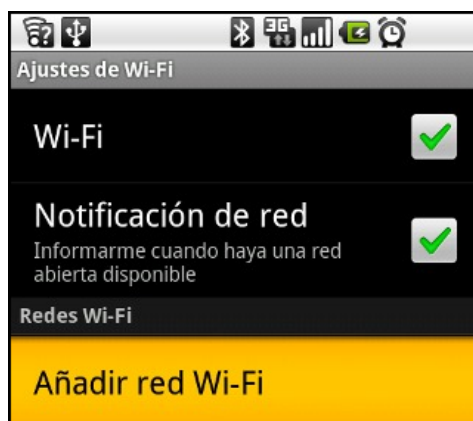 3G
Ajustes de Wi-Fi
Wi-Fi
Notificación de red
Informarme cuando haya una red
abierta disponible
Redes Wi-Fi
Añadir red Wi-Fi